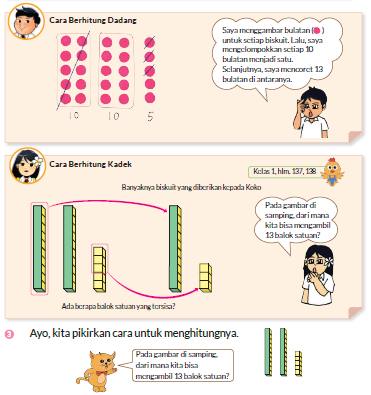 Cara Berhitung Dadang
Saya menggambar bulatan ( )
untuk setiap biskuit. Lalu, saya
mengelompokkan setiap 10
bulatan menjadi satu.
Selanjutnya, saya mencoret 13
bulatan di antaranya.
10 10 5
Cara Berhitung Kadek
Kelas 1, hlm. 137, 138
Banyaknya biskuit yang diberikan kepada Koko
Pada gambar di
samping, dari mana
kita bisa mengambil
13 balok satuan?
Ada berapa balok satuan yang tersisa?
3 Ayo, kita pikirkan cara untuk menghitungnya.
Pada gambar di samping,
dari mana kita bisa
mengambil 13 balok satuan?